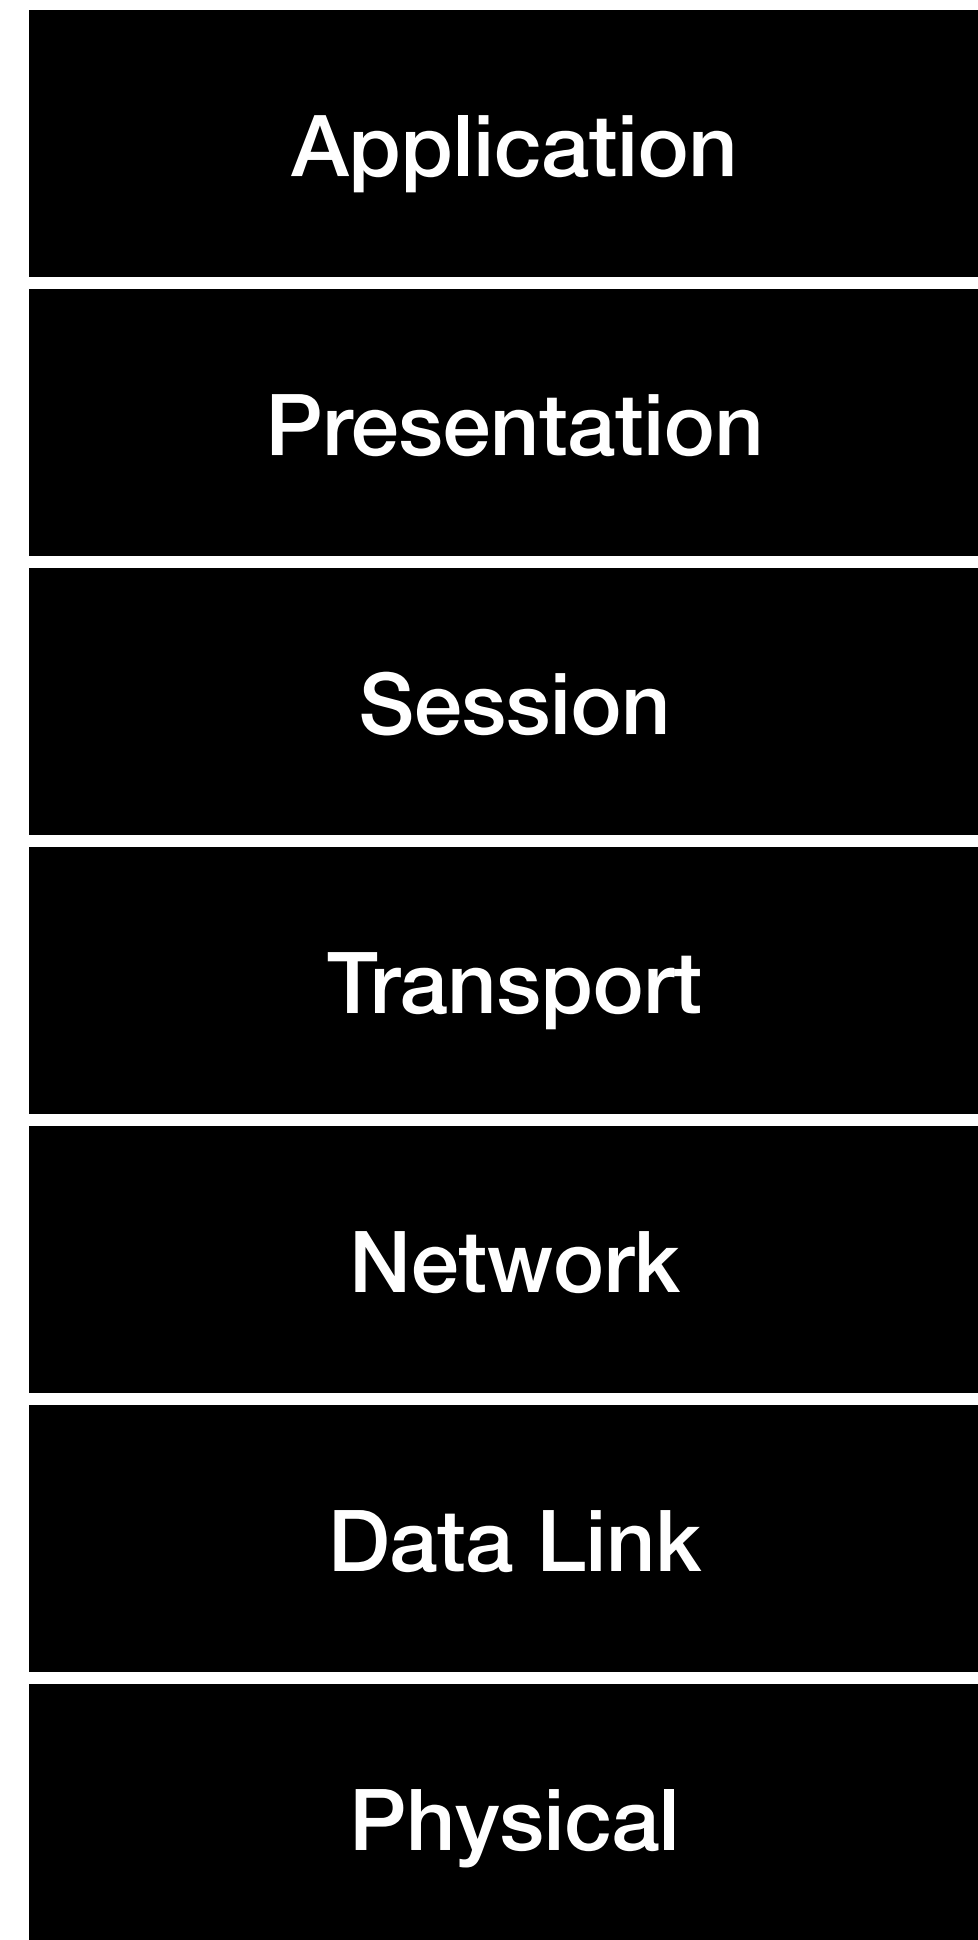 Application
Presentation
Session
Transport
Network
Data Link
Physical